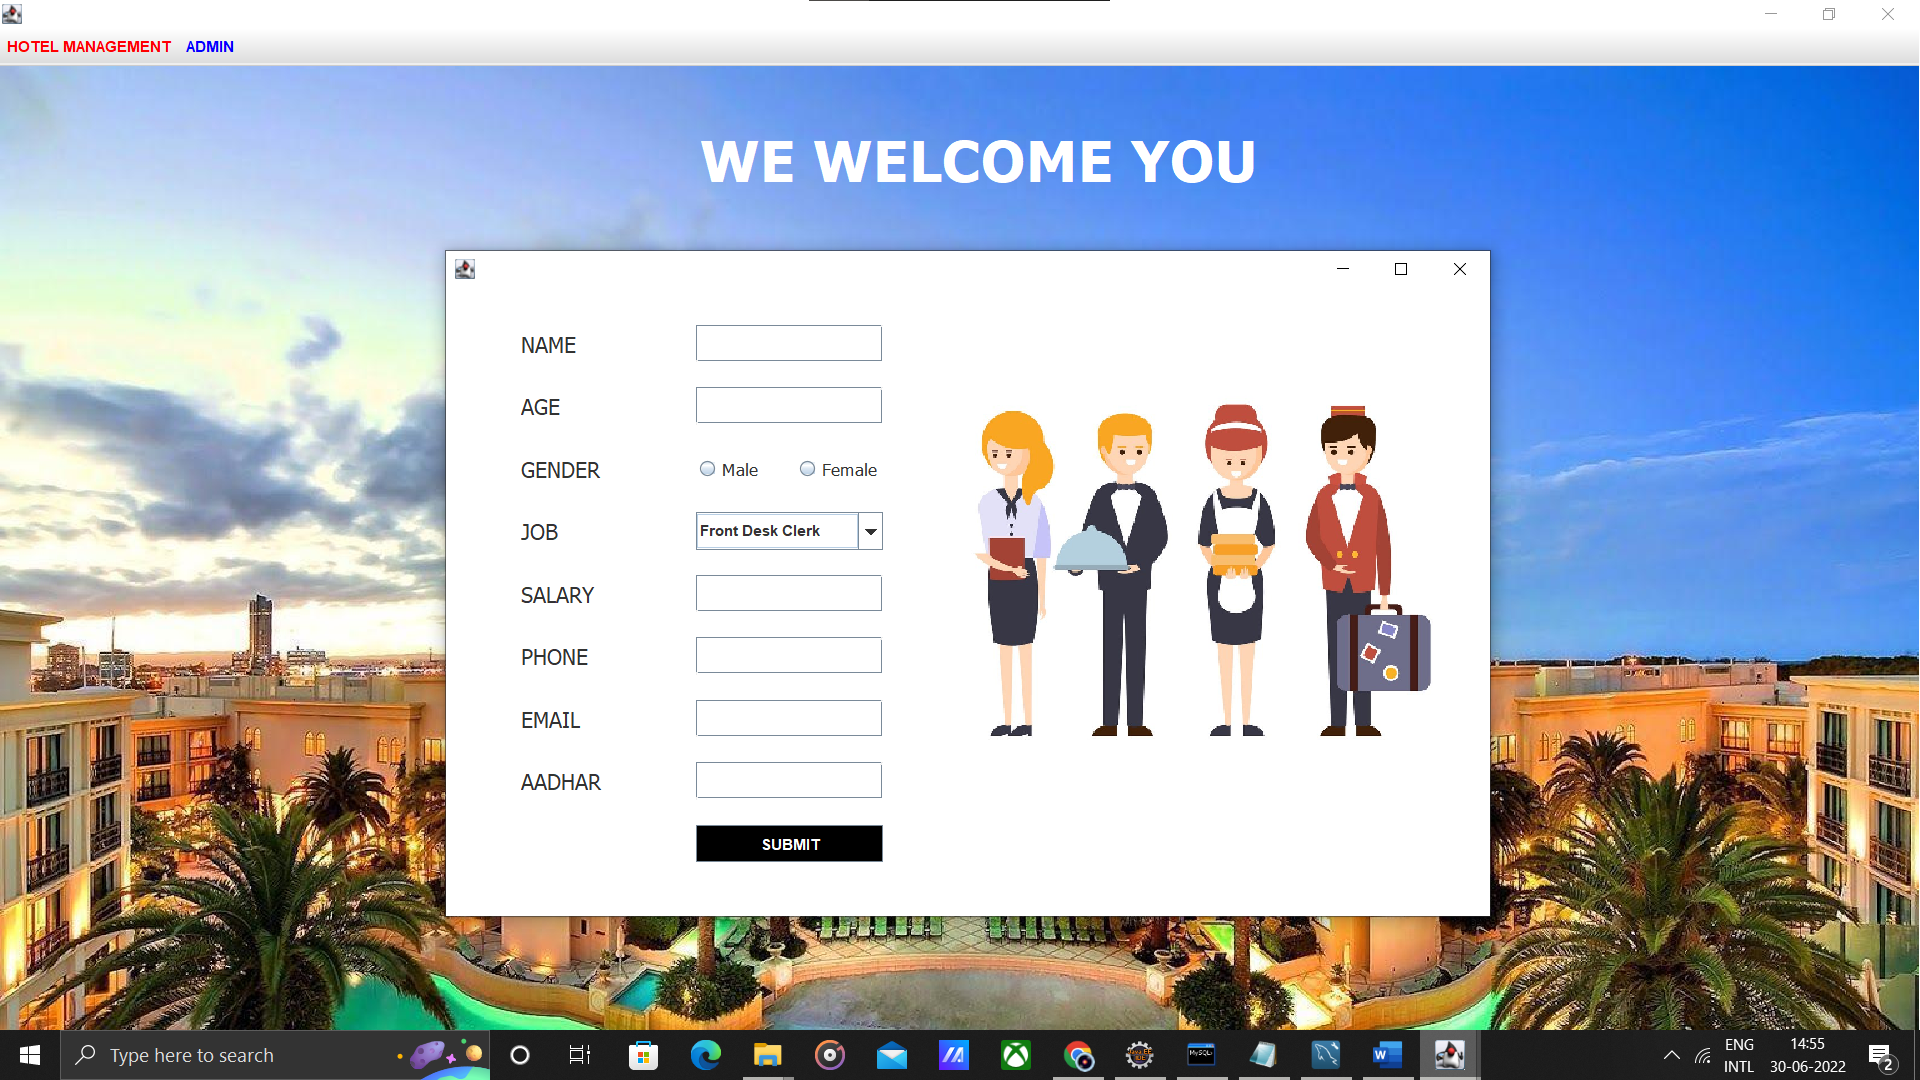 HOTEL MANAGEMENT ADMIN
WE WELCOME YOU
NAME
AGE
GENDER Male Female
JOB Front Desk Clerk
SALARY
PHONE
EMAIL
AADHAR
SUBMIT
Type here to search
MySQL
ENG
INTL
14:55
30-06-2022
2